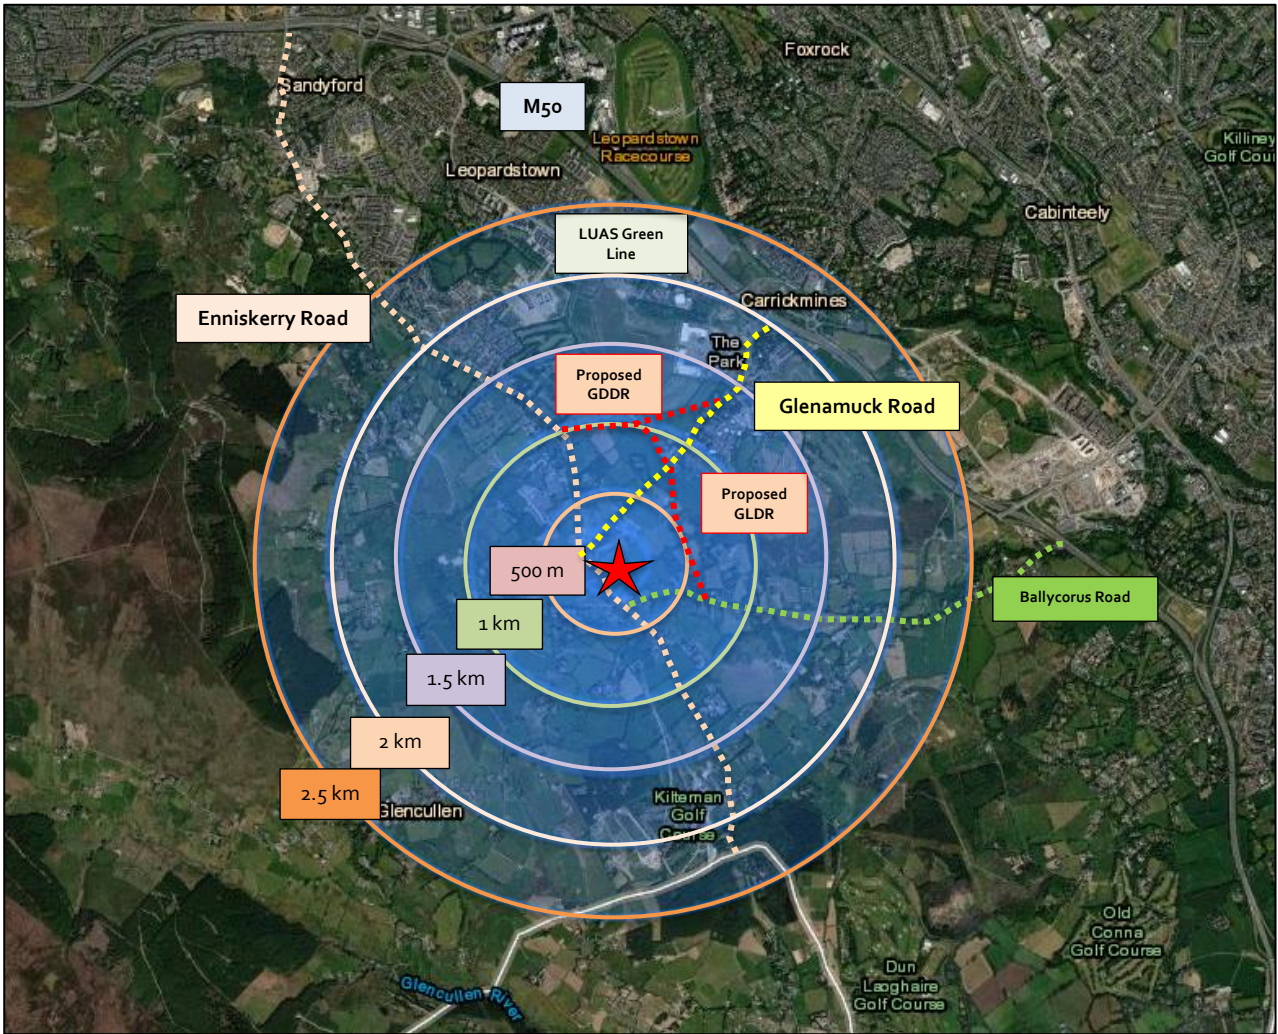 Foxrock
Sandyford
M50
Leopardstown
Racecourse
Killiney
Golf Cour
Leopardstown
Cabinteely
LUAS Green
Line
Carrickmines
Enniskerry Road
The
Park
Proposed
GDDR
Glenamuck Road
Proposed
GLDR
500 m
Ballycorus Road
1 km
1.5 km
2 km
2.5 km
Glencullen
Kilternan
Golf
Course
Old
Conna
Golf Course
Dun
Laoghaire
Golf Course
Glencullen River